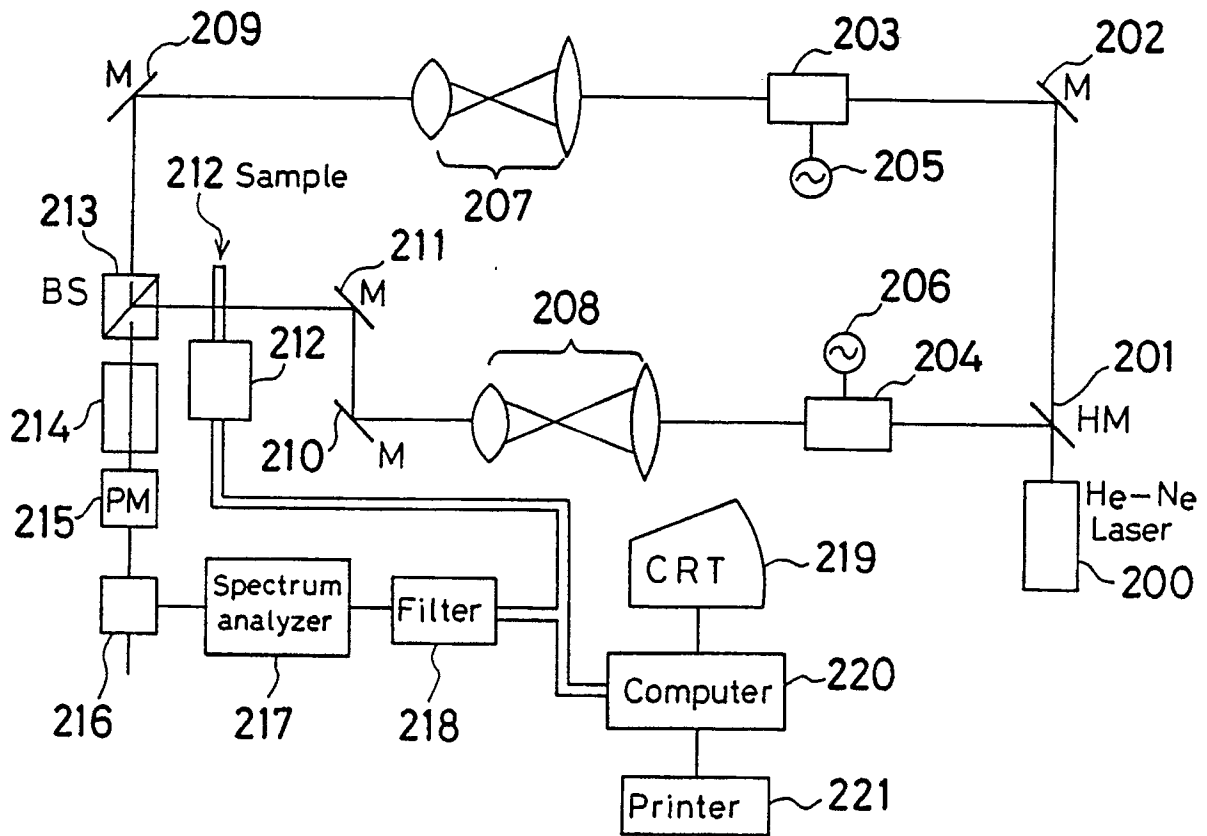 209
M
203
202
M
205
207
212 Sample
213
BS
211
M
206
208
204
201
HM
212
214
210
M
215
PM
He-Ne
Laser
200
CRT
219
Spectrum
analyzer
Filter
Computer
220
216
217
218
Printer
221